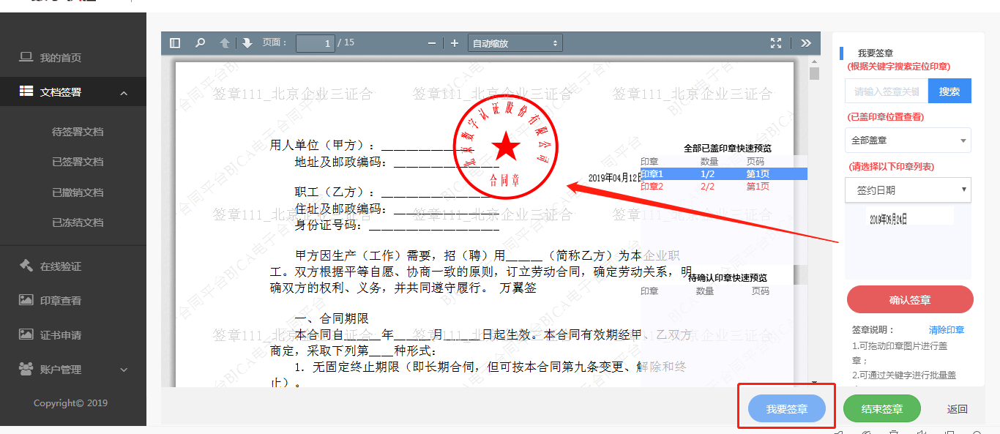 我的首页
文档签署
待签署文档
已签署文档
已撤销文档
已冻结文档
在线验证
印章查看
证书申请
账户管理
Copyright© 2019
页面： 1 / 15
自动缩放
签章111_北京企业三证合 签章111_北京企业三证合 签章111_北京企业三证合
用人单位（甲方）：
地址及邮政编码：
职工（乙方）：
住址及邮政编码：
身份证号码：
签章111_北京企业三证合 签章111_北京企业三证合 签章111_北京企业三证合
甲方因生产（工作）需要，招（聘）用______（简称乙方）为本企业职
工。双方根据平等自愿、协商一致的原则，订立劳动合同，确定劳动关系，明
确双方的权利、义务，并共同遵守履行。 万翼签
一、合同期限
本合同自______年______月______日起生效。本合同有效期经甲、乙双方
商定，采取下列第____种形式：
1．无固定终止期限（即长期合同，但可按本合同第九条变更、解除和终
止）。
北京数字认证股份有限公司
合同章
2019年04月12日
全部已盖印章快速预览
印章 数量 页码
印章1 1/2 第1页
印章2 2/2 第1页
待确认印章快速预览
印章 数量 页码
我要签章
(根据关键字搜索定位印章)
请输入签章关键 搜索
(已盖印章位置查看)
全部盖章
(请选择以下印章列表)
签约日期
2019年09月24日
确认签章
签章说明： 清除印章
1.可拖动印章图片进行盖
章；
2.可通过关键字进行批量盖
我要签章 结束签章 返回